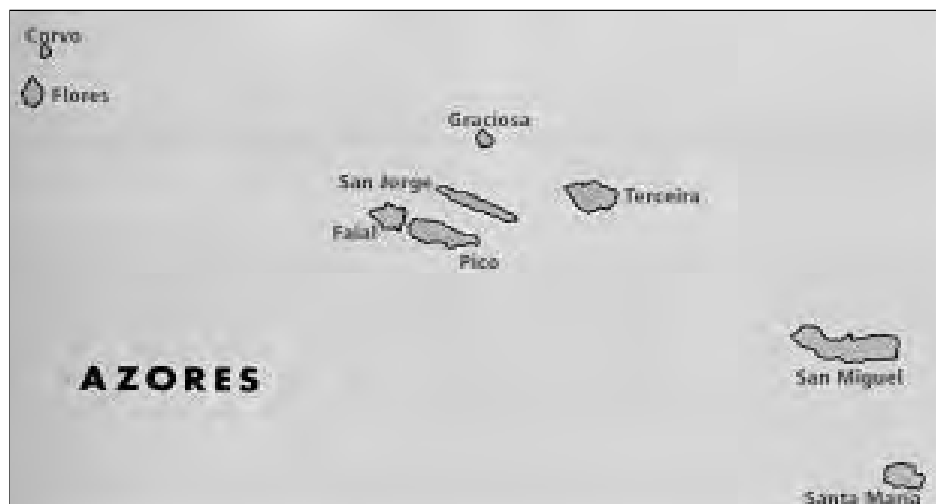 Corvo
Flores
Graciosa
San Jorge
Terceira
Faial
Pico
AZORES
San Miguel
Santa Maria